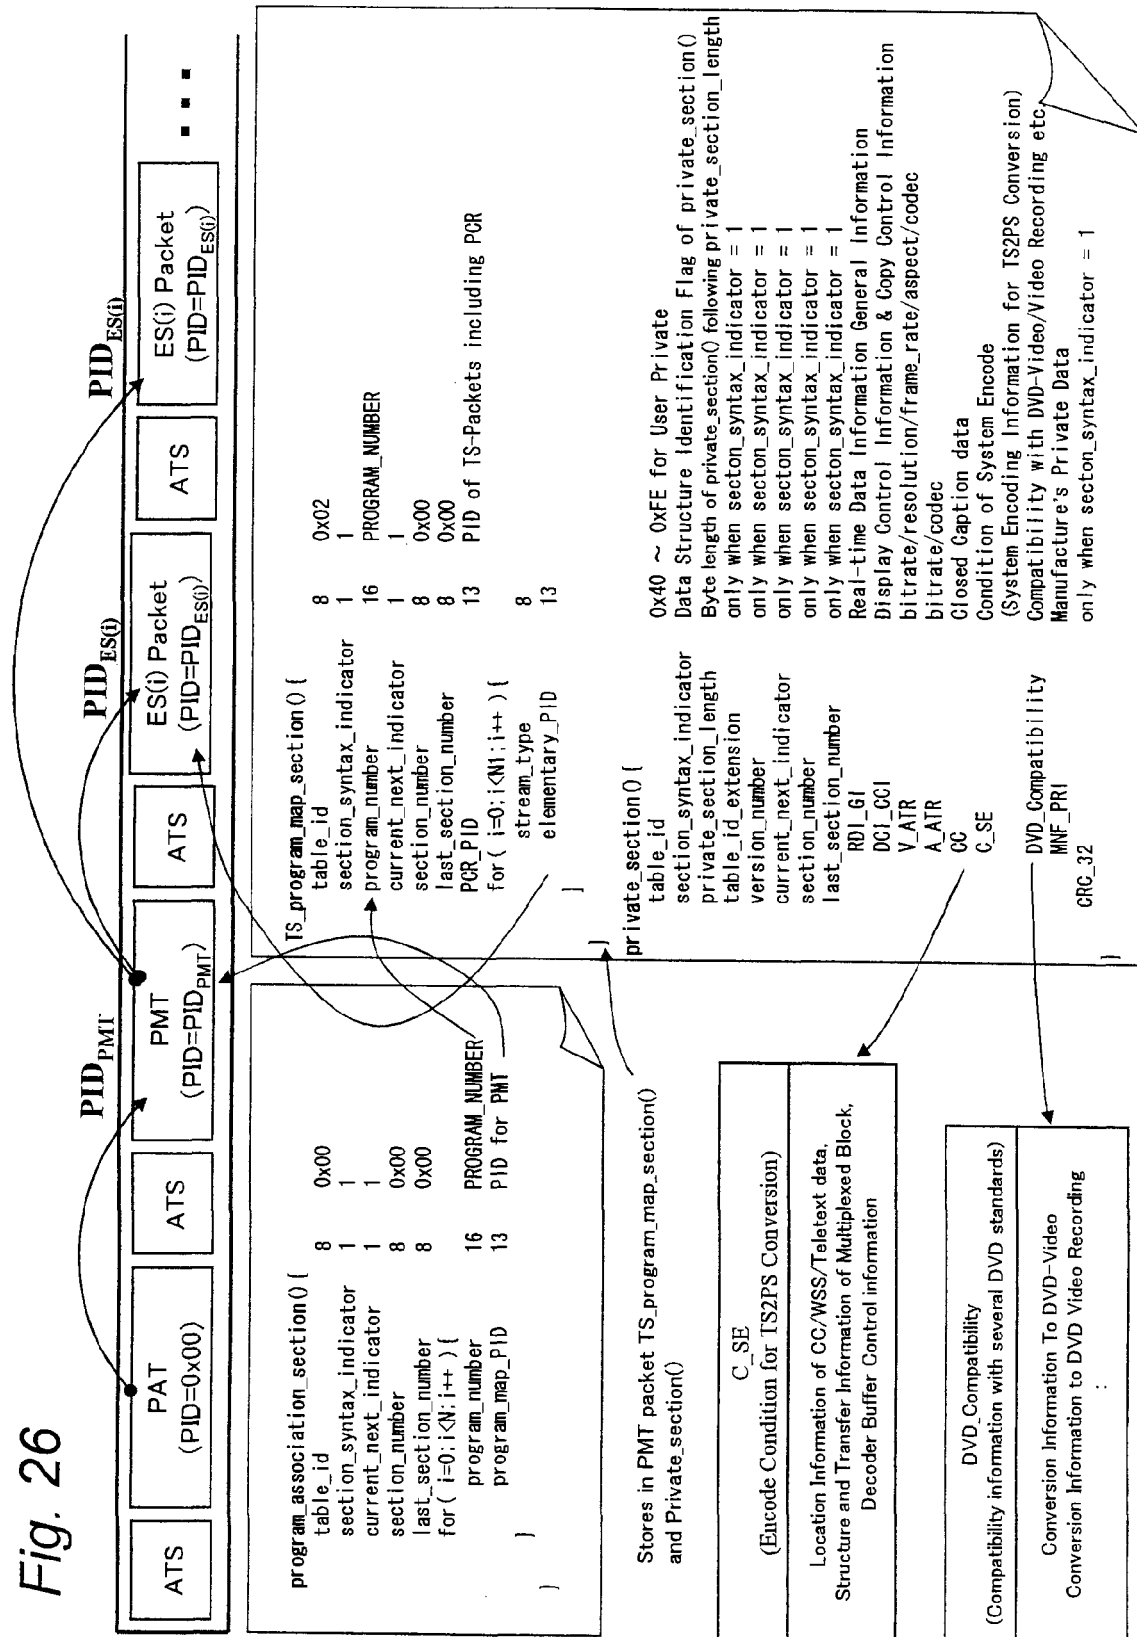 Fig. 26
PID_PMT
PID_ES(i)
PID_ES(i)
ATS
PAT
(PID=0x00)
ATS
PMT
(PID=PID_PMT)
ATS
ES(i) Packet
(PID=PID_ES(i))
ATS
ES(i) Packet
(PID=PID_ES(i))
...
program_association_section() {
table_id 8 0x00
section_syntax_indicator 1 1
current_next_indicator 1 1
section_number 8 0x00
last_section_number 8 0x00
for( i=0;i<N;i++ ) {
program_number 16 PROGRAM_NUMBER
program_map_PID 13 PID for PMT
}
}
TS_program_map_section() {
table_id 8 0x02
section_syntax_indicator 1 1
program_number 16 PROGRAM_NUMBER
current_next_indicator 1 1
section_number 8 0x00
last_section_number 8 0x00
PCR_PID 13 PID of TS-Packets including PCR
for( i=0;i<N1;i++ ) {
stream_type 8
elementary_PID 13
}
}
private_section() {
table_id 0x40 ~ 0xFE for User Private
section_syntax_indicator Data Structure Identification Flag of private_section()
private_section_length Byte length of private_section() following private_section_length
table_id_extension only when secton_syntax_indicator = 1
version_number only when secton_syntax_indicator = 1
current_next_indicator only when secton_syntax_indicator = 1
section_number only when secton_syntax_indicator = 1
last_section_number only when secton_syntax_indicator = 1
RDI_GI Real-time Data Information General Information
DCI_CCI Display Control Information & Copy Control Information
V_ATR bitrate/resolution/frame_rate/aspect/codec
A_ATR bitrate/codec
CC Closed Caption data
C_SE Condition of System Encode
(System Encoding Information for TS2PS Conversion)
DVD_Compatibility Compatibility with DVD-Video/Video Recording etc.
MNF_PRI Manufacture's Private Data
CRC_32 only when secton_syntax_indicator = 1
}
Stores in PMT packet TS_program_map_section()
and Private_section()
C_SE
(Encode Condition for TS2PS Conversion)
Location Information of CC/WSS/Teletext data,
Structure and Transfer Information of Multiplexed Block,
Decoder Buffer Control information
DVD_Compatibility
(Compatibility information with several DVD standards)
Conversion Information To DVD-Video
Conversion Information to DVD Video Recording
: